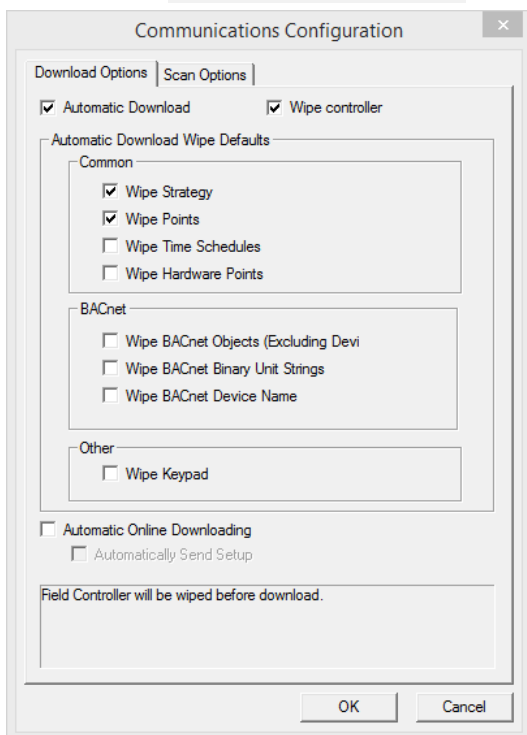 Communications Configuration
Download Options
Scan Options
Automatic Download
Wipe controller
Automatic Download Wipe Defaults
Common
Wipe Strategy
Wipe Points
Wipe Time Schedules
Wipe Hardware Points
BACnet
Wipe BACnet Objects (Excluding Devi
Wipe BACnet Binary Unit Strings
Wipe BACnet Device Name
Other
Wipe Keypad
Automatic Online Downloading
Automatically Send Setup
Field Controller will be wiped before download.
OK
Cancel